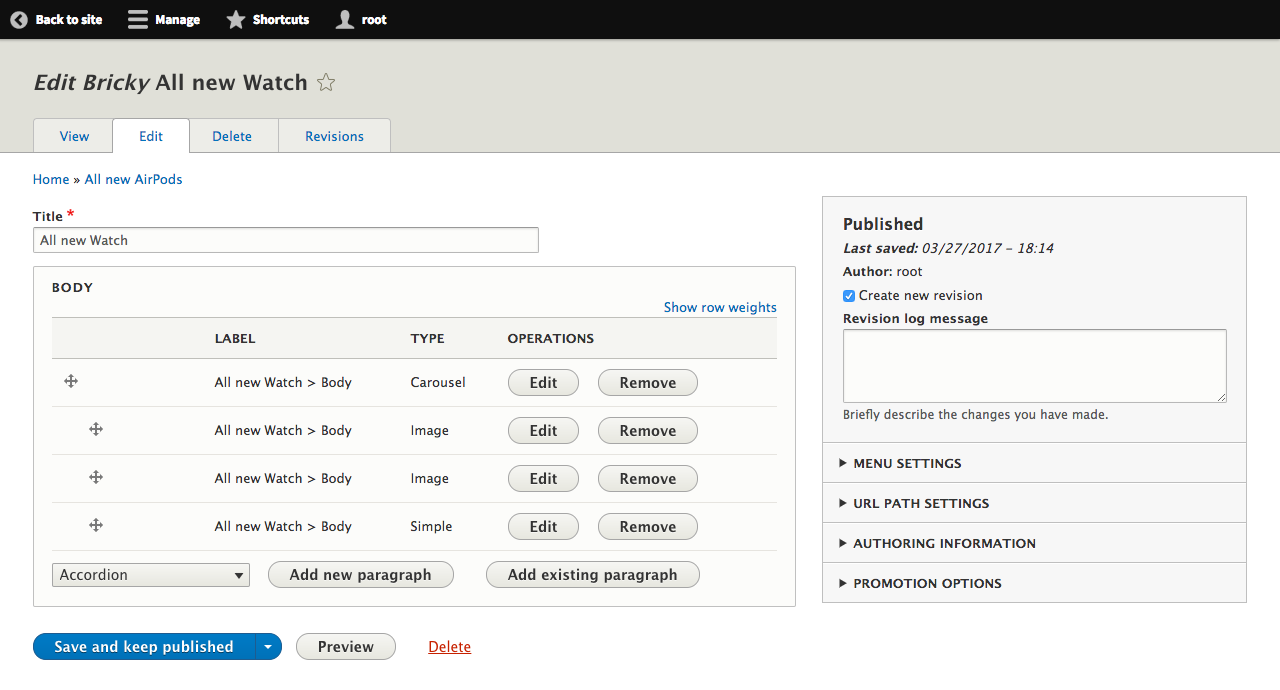 Back to site Manage Shortcuts root
Edit Bricky All new Watch
View Edit Delete Revisions
Home » All new AirPods
Title *
All new Watch
BODY
Show row weights
LABEL TYPE OPERATIONS
All new Watch > Body Carousel Edit Remove
All new Watch > Body Image Edit Remove
All new Watch > Body Image Edit Remove
All new Watch > Body Simple Edit Remove
Accordion Add new paragraph Add existing paragraph
Save and keep published Preview Delete
Published
Last saved: 03/27/2017 – 18:14
Author: root
Create new revision
Revision log message
Briefly describe the changes you have made.
MENU SETTINGS
URL PATH SETTINGS
AUTHORING INFORMATION
PROMOTION OPTIONS